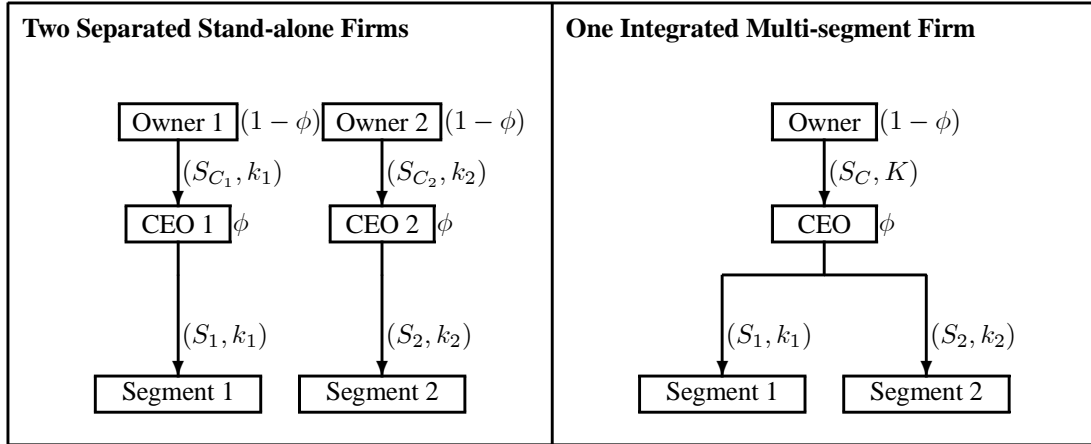 Two Separated Stand-alone Firms
Owner 1 (1 − ϕ) Owner 2 (1 − ϕ)
(S_{C_1}, k_1) (S_{C_2}, k_2)
CEO 1 ϕ CEO 2 ϕ
(S_1, k_1) (S_2, k_2)
Segment 1 Segment 2
One Integrated Multi-segment Firm
Owner (1 − ϕ)
(S_C, K)
CEO ϕ
(S_1, k_1) (S_2, k_2)
Segment 1 Segment 2